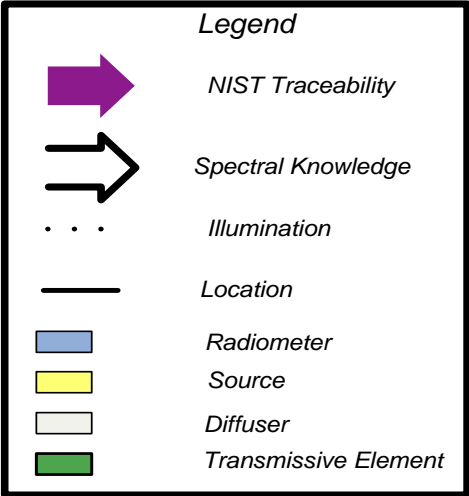 Legend
NIST Traceability
Spectral Knowledge
Illumination
Location
Radiometer
Source
Diffuser
Transmissive Element